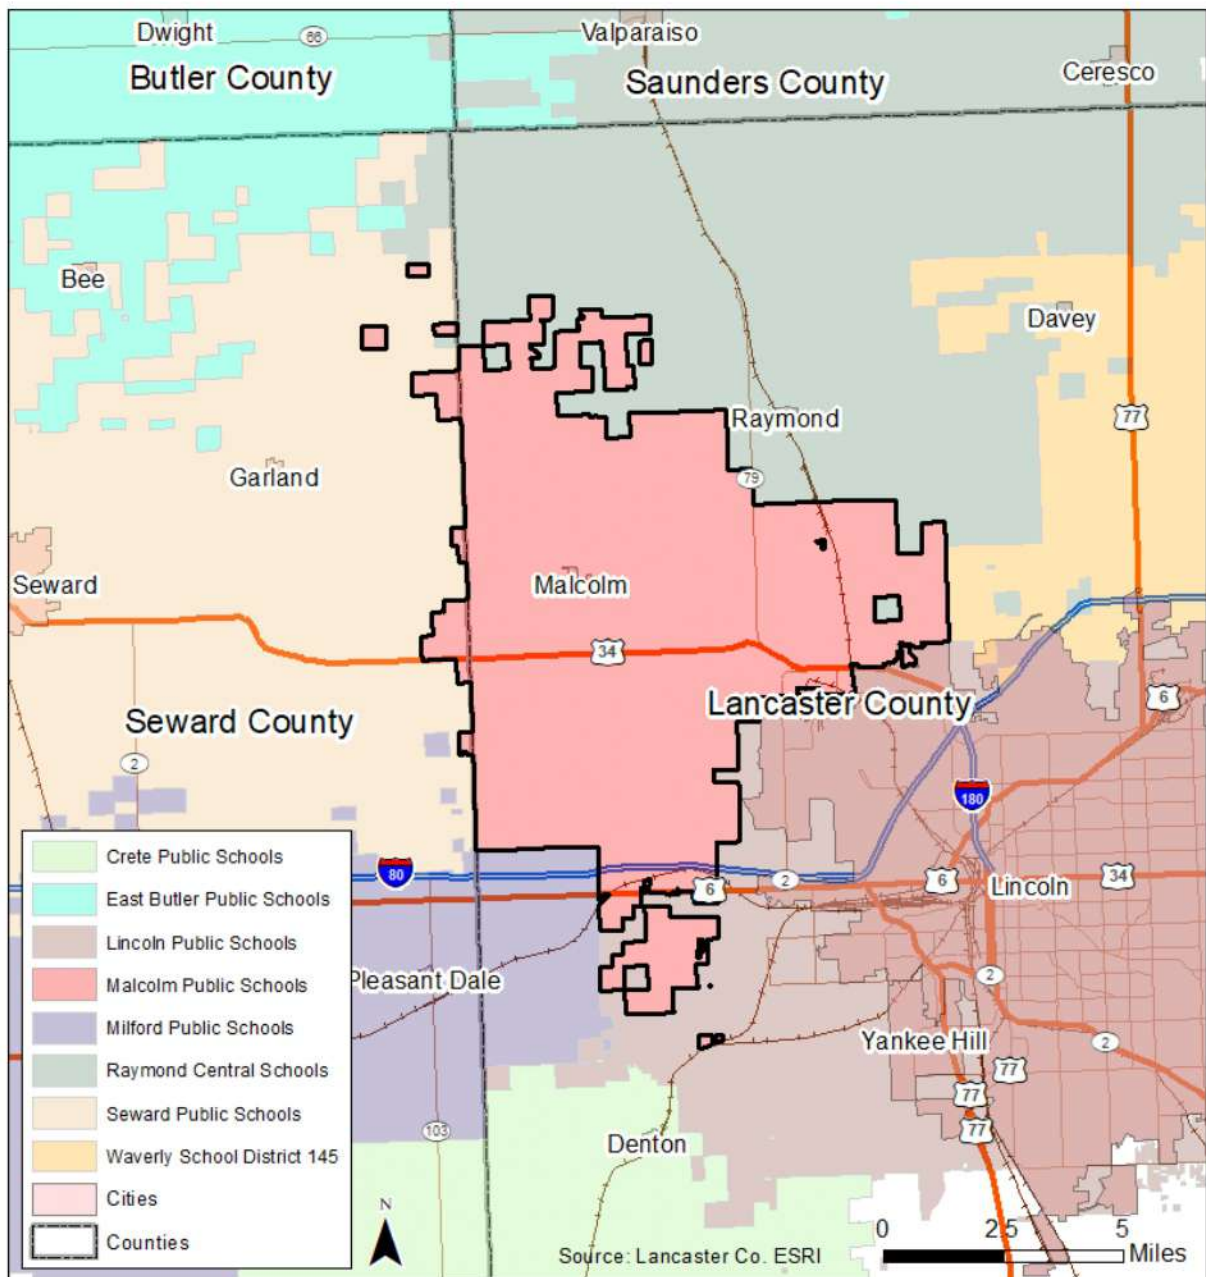 Dwight
66
Valparaiso
Butler County
Saunders County
Ceresco
Bee
Davey
Raymond
77
Garland
79
Seward
Malcolm
34
Seward County
Lancaster County
6
2
180
80
6
2
6
Lincoln
34
Pleasant Dale
2
Yankee Hill
2
77
77
77
103
Denton
Crete Public Schools
East Butler Public Schools
Lincoln Public Schools
Malcolm Public Schools
Milford Public Schools
Raymond Central Schools
Seward Public Schools
Waverly School District 145
Cities
Counties
N
Source: Lancaster Co. ESRI
0 2.5 5
Miles